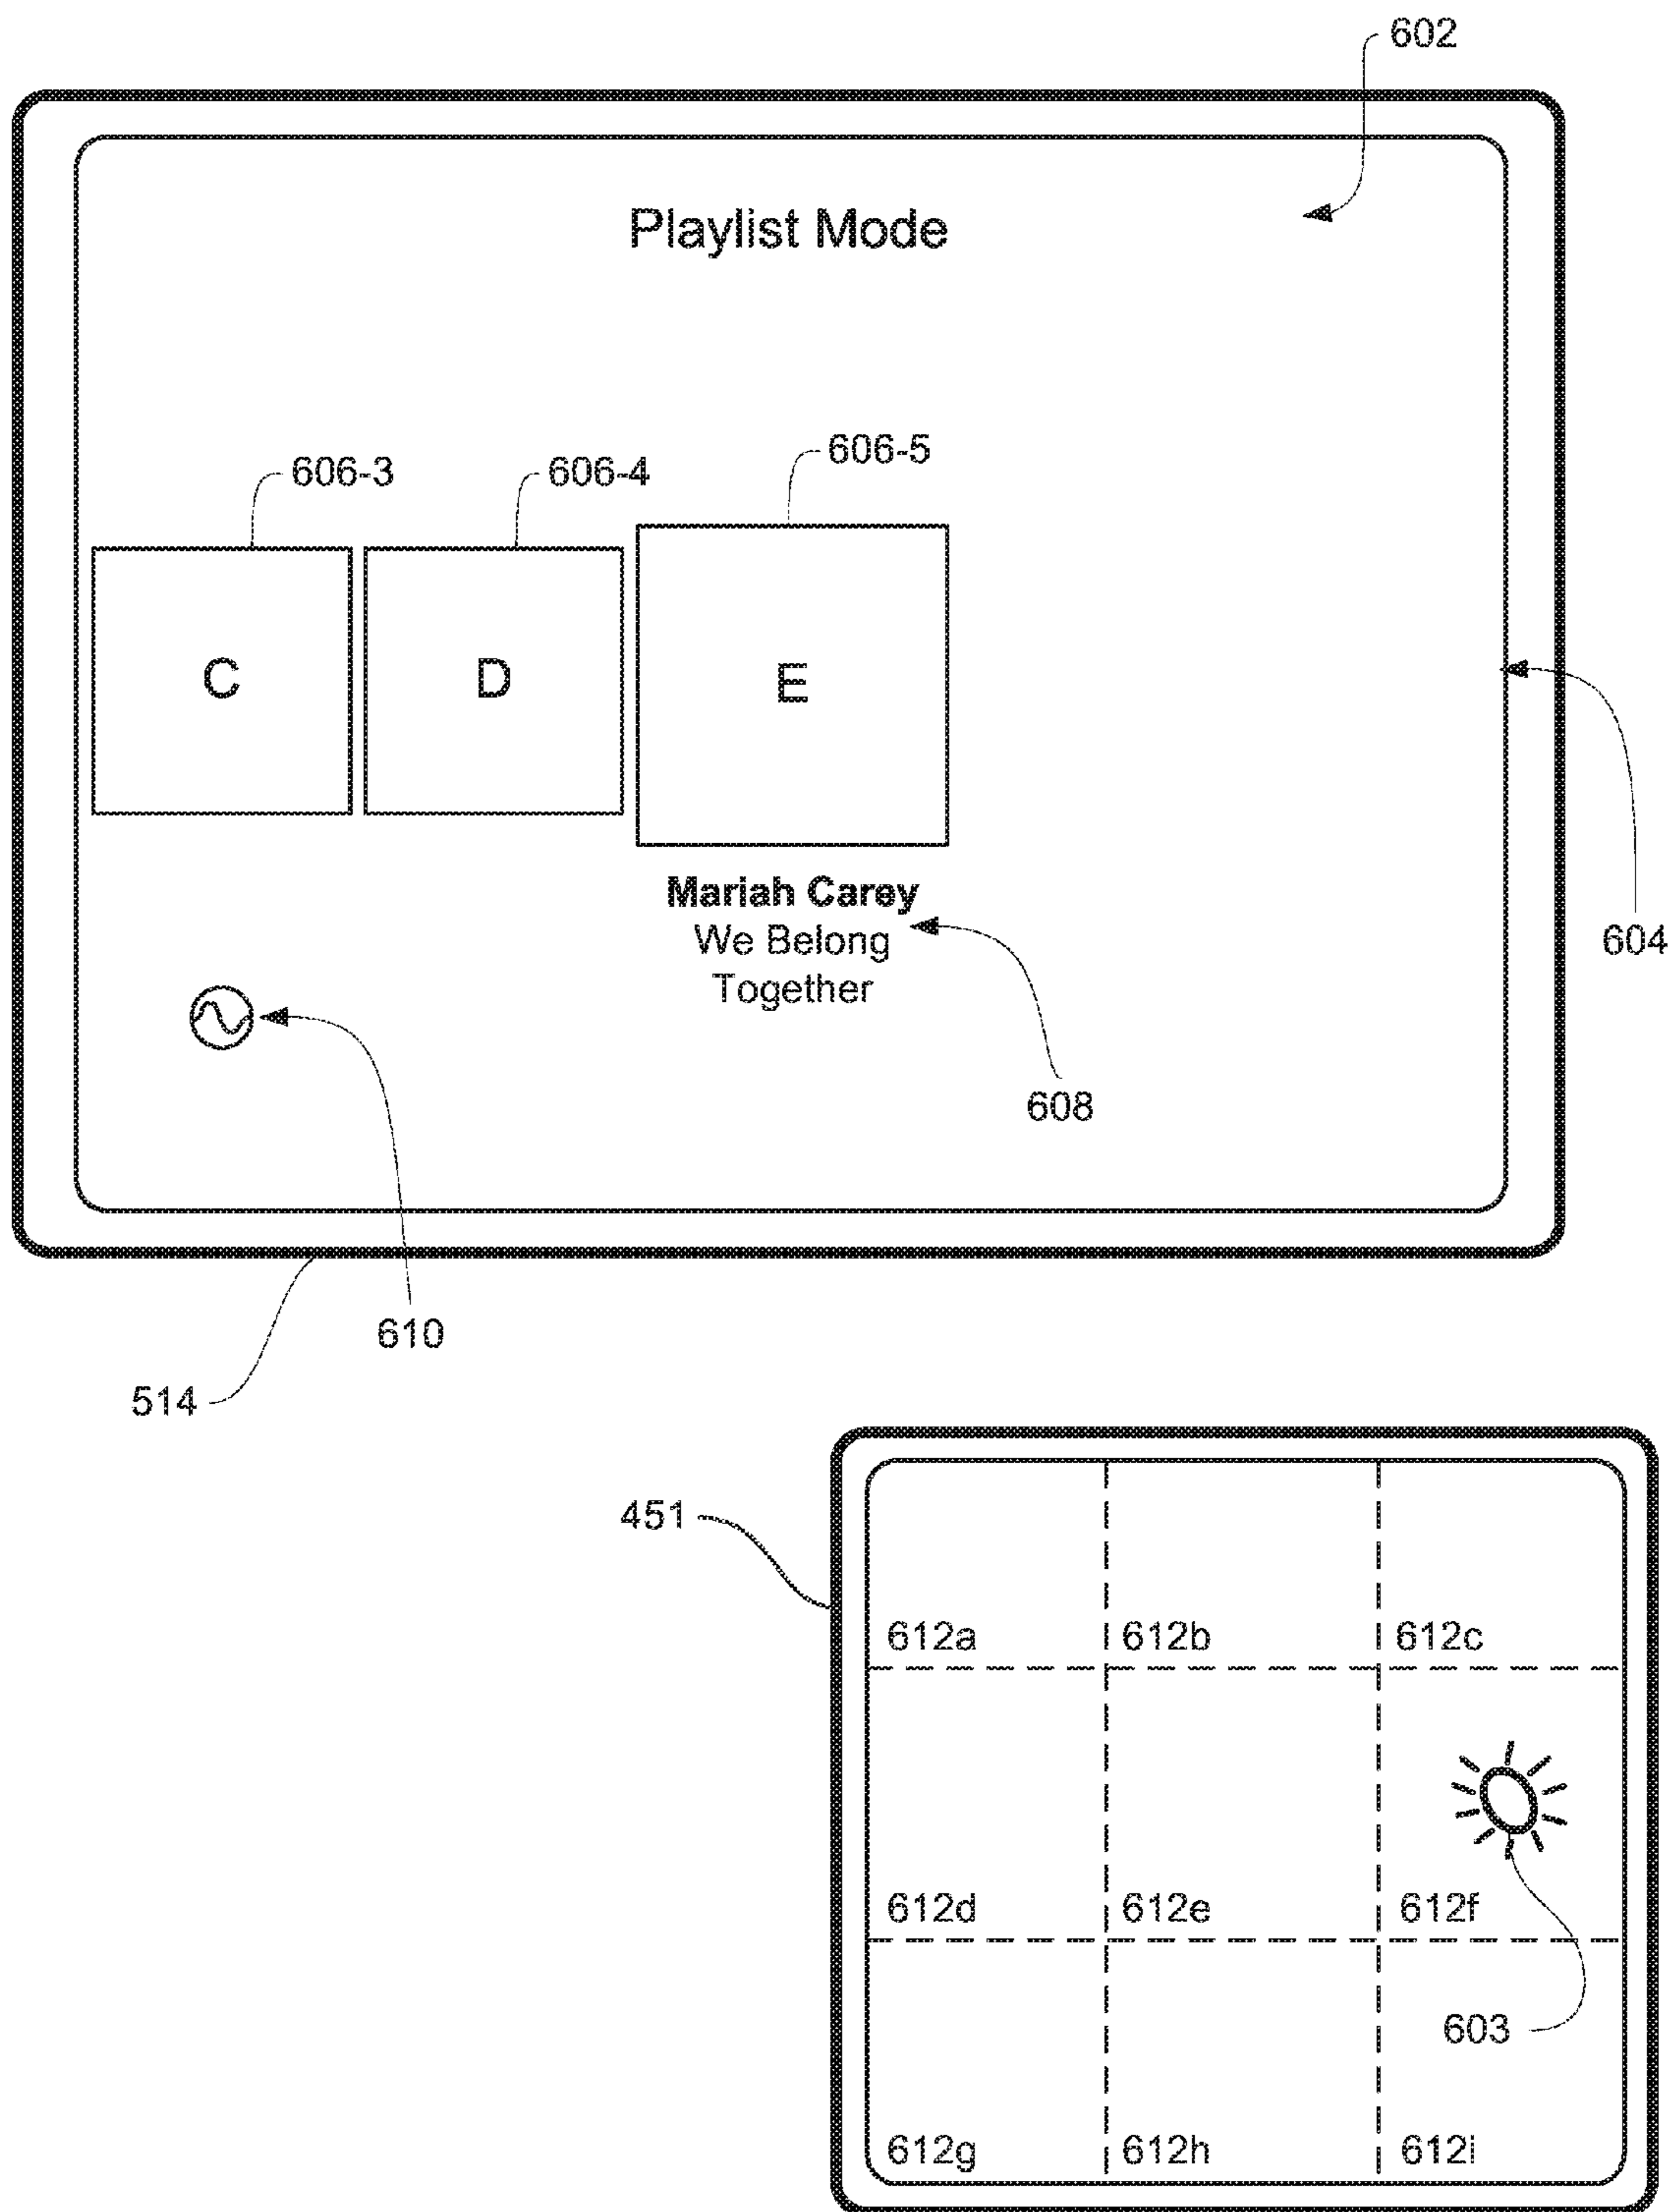 602
Playlist Mode
606-3
606-4
606-5
C
D
E
Mariah Carey
We Belong
Together
604
608
610
514
451
612a
612b
612c
612d
612e
612f
603
612g
612h
612i